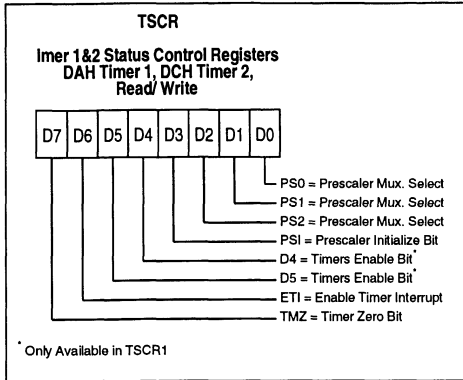 TSCR
Imer 1&2 Status Control Registers
DAH Timer 1, DCH Timer 2,
Read/ Write
D7 D6 D5 D4 D3 D2 D1 D0
PS0 = Prescaler Mux. Select
PS1 = Prescaler Mux. Select
PS2 = Prescaler Mux. Select
PSI = Prescaler Initialize Bit
D4 = Timers Enable Bit*
D5 = Timers Enable Bit*
ETI = Enable Timer Interrupt
TMZ = Timer Zero Bit
* Only Available in TSCR1